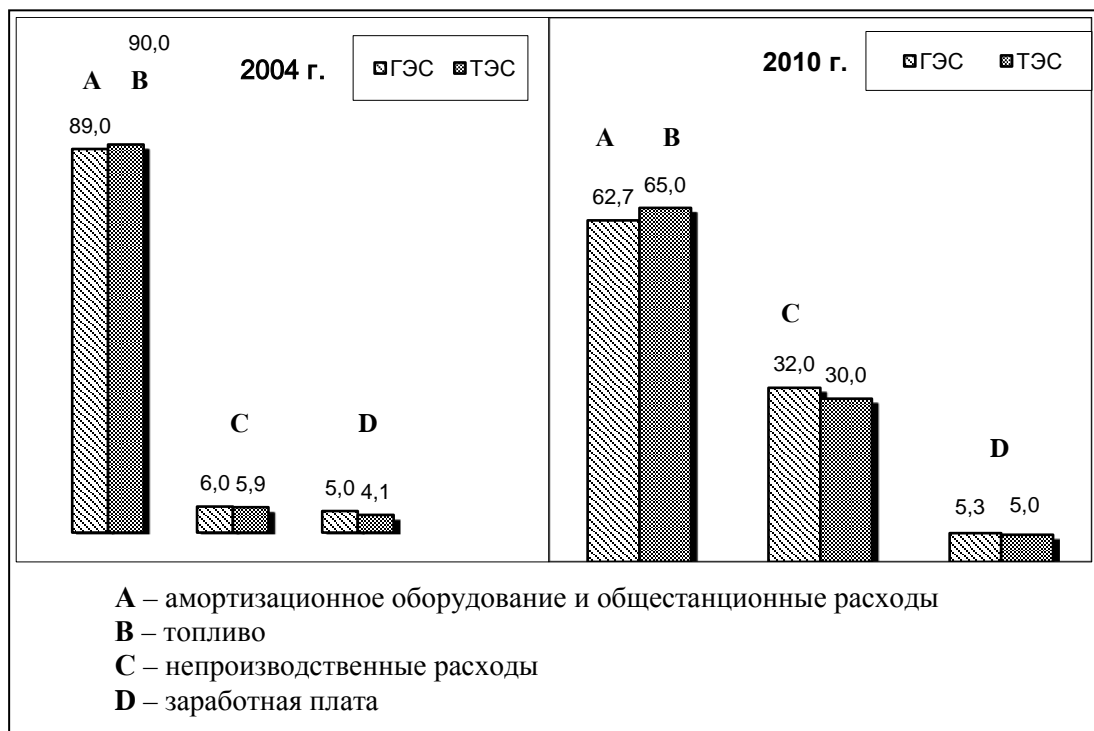 90,0
2004 г.
ГЭС ТЭС
A B
89,0
C D
6,0 5,9 5,0 4,1
2010 г.
ГЭС ТЭС
A B
62,7 65,0
C
32,0 30,0
D
5,3 5,0
A – амортизационное оборудование и общестанционные расходы
B – топливо
C – непроизводственные расходы
D – заработная плата